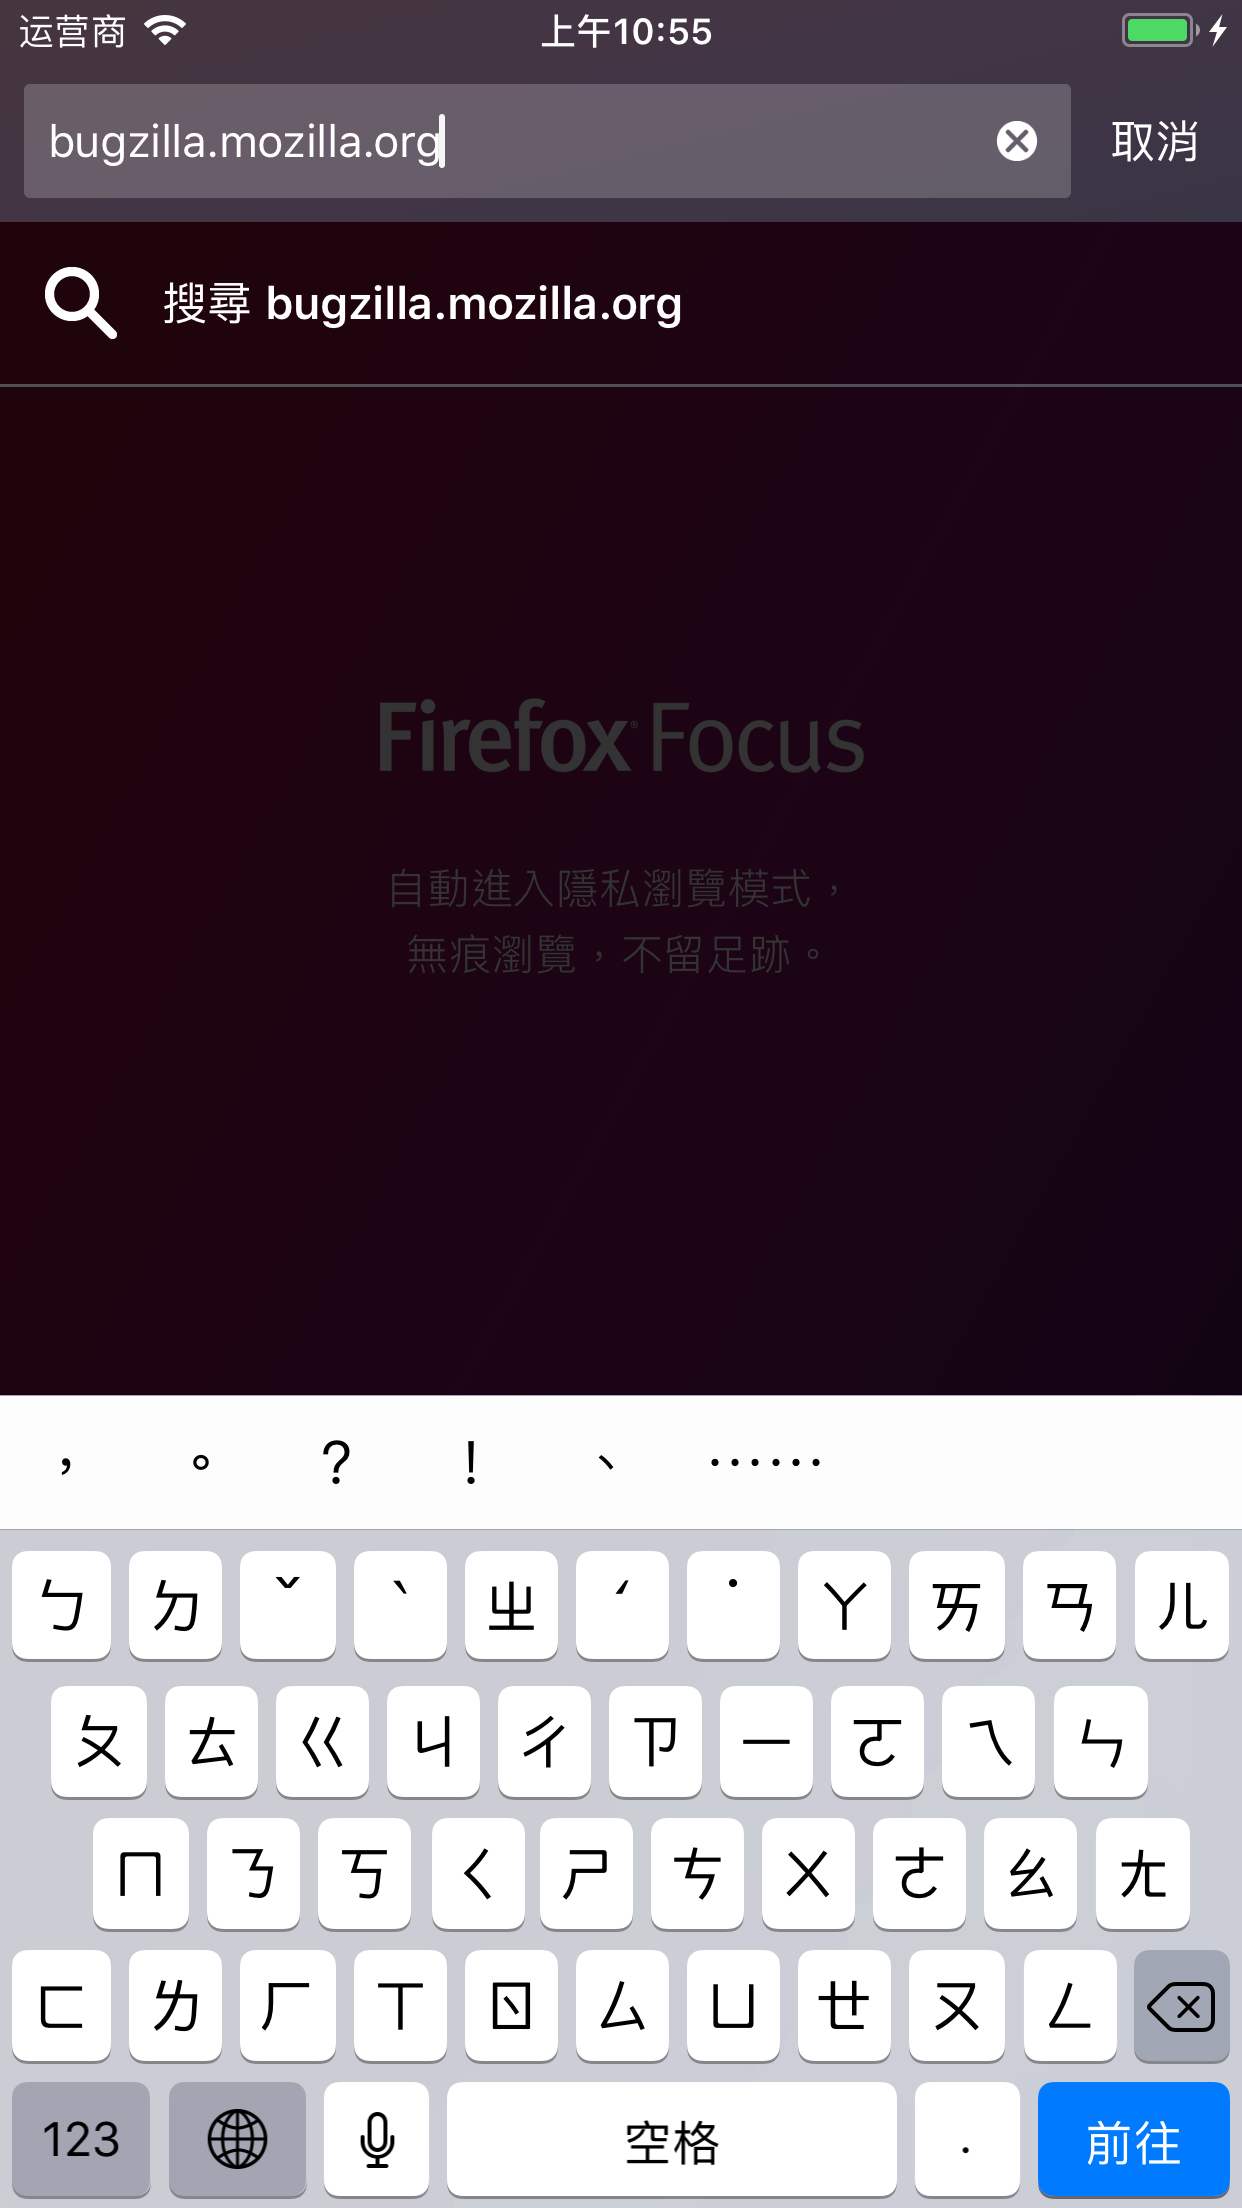 运营商 上午10:55
bugzilla.mozilla.org 取消
搜尋 bugzilla.mozilla.org
Firefox Focus
自動進入隱私瀏覽模式，
無痕瀏覽，不留足跡。
， 。 ? ! 、 ⋯⋯
ㄅ ㄉ ˇ ˋ ㄓ ˊ ˙ ㄚ ㄞ ㄢ ㄦ
ㄆ ㄊ ㄍ ㄐ ㄔ ㄗ ㄧ ㄛ ㄟ ㄣ
ㄇ ㄋ ㄎ ㄑ ㄕ ㄘ ㄨ ㄜ ㄠ ㄤ
ㄈ ㄌ ㄏ ㄒ ㄖ ㄙ ㄩ ㄝ ㄡ ㄥ
123 空格 . 前往